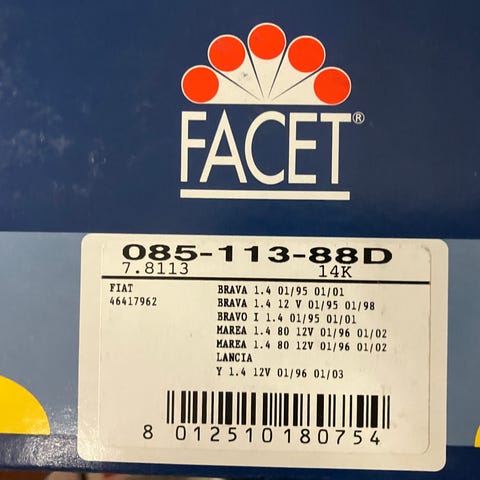 FACET®
085-113-88D
7.8113 14K
FIAT BRAVA 1.4 01/95 01/01
46417962 BRAVA 1.4 12 V 01/95 01/98
BRAVO I 1.4 01/95 01/01
MAREA 1.4 80 12V 01/96 01/02
MAREA 1.4 80 12V 01/96 01/02
LANCIA
Y 1.4 12V 01/96 01/03
8 012510 180754